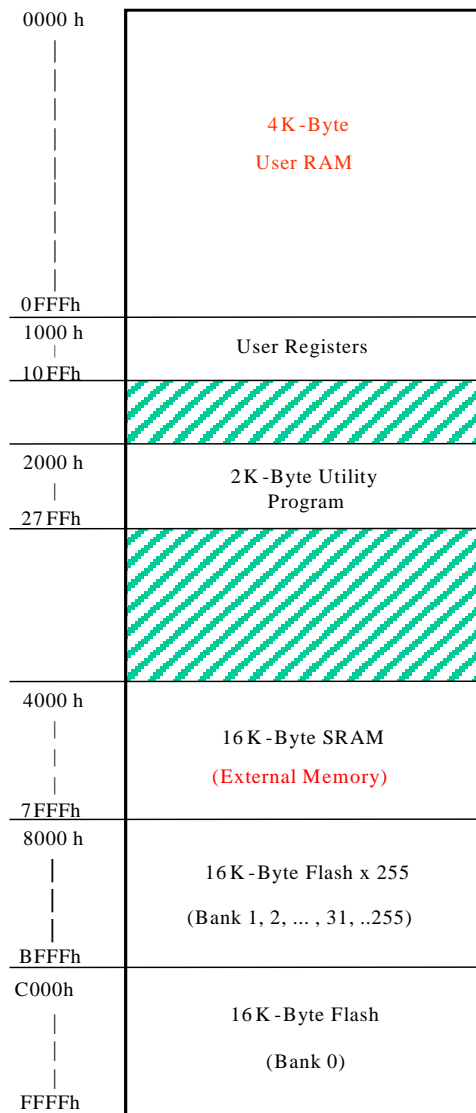 0000 h
4K-Byte
User RAM
0FFFh
1000 h
User Registers
10FFh
2000 h
2K-Byte Utility
Program
27FFh
4000 h
16K-Byte SRAM
(External Memory)
7FFFh
8000 h
16K-Byte Flash x 255
(Bank 1, 2, ... , 31, ..255)
BFFFh
C000h
16K-Byte Flash
(Bank 0)
FFFFh